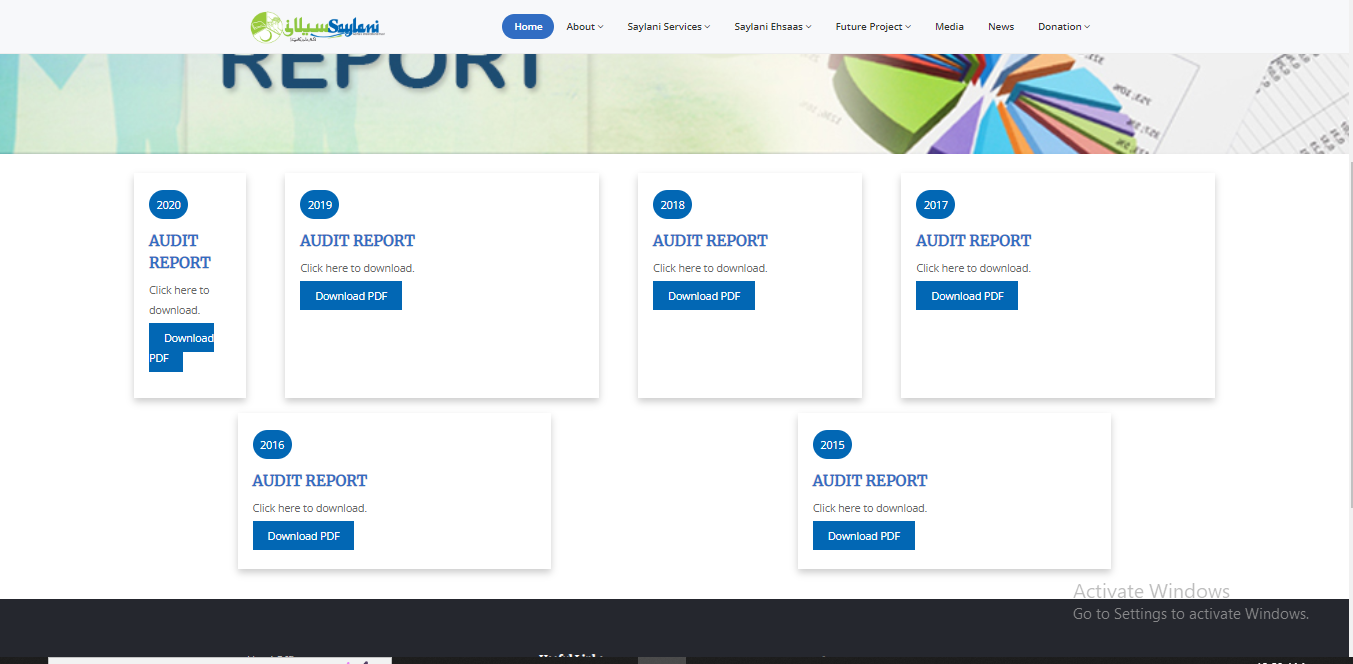 سیلانی Saylani
Home About Saylani Services Saylani Ehsaas Future Project Media News Donation
REPORT
2020
AUDIT
REPORT
Click here to
download.
Download
PDF
2019
AUDIT REPORT
Click here to download.
Download PDF
2018
AUDIT REPORT
Click here to download.
Download PDF
2017
AUDIT REPORT
Click here to download.
Download PDF
2016
AUDIT REPORT
Click here to download.
Download PDF
2015
AUDIT REPORT
Click here to download.
Download PDF
Activate Windows
Go to Settings to activate Windows.